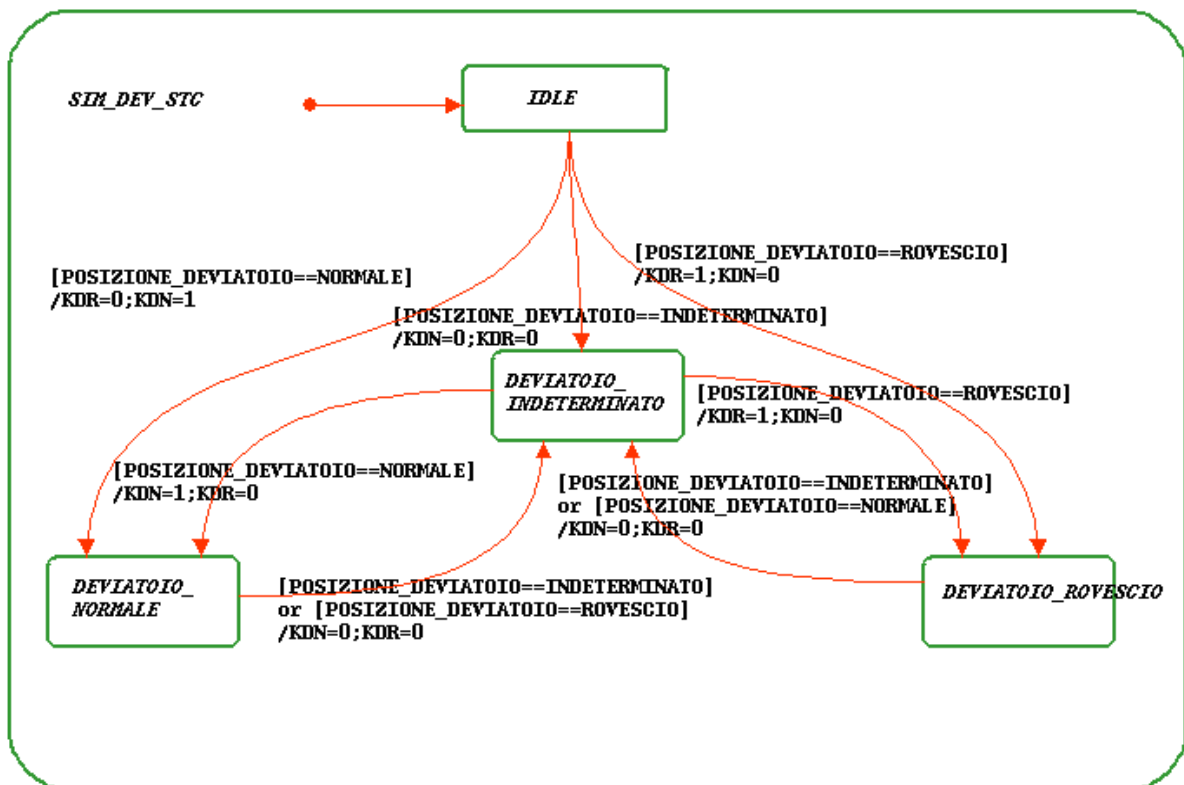 SIM_DEV_STC
IDLE
[POSIZIONE_DEVIATOIO==ROVESCIO]
/KDR=1;KDN=0
[POSIZIONE_DEVIATOIO==NORMALE]
/KDR=0;KDN=1
[POSIZIONE_DEVIATOIO==INDETERMINATO]
/KDN=0;KDR=0
DEVIATOIO_
INDETERMINATO
[POSIZIONE_DEVIATOIO==ROVESCIO]
/KDR=1;KDN=0
[POSIZIONE_DEVIATOIO==NORMALE]
/KDN=1;KDR=0
[POSIZIONE_DEVIATOIO==INDETERMINATO]
or [POSIZIONE_DEVIATOIO==NORMALE]
/KDN=0;KDR=0
DEVIATOIO_
NORMALE
[POSIZIONE_DEVIATOIO==INDETERMINATO]
or [POSIZIONE_DEVIATOIO==ROVESCIO]
/KDN=0;KDR=0
DEVIATOIO_ROVESCIO